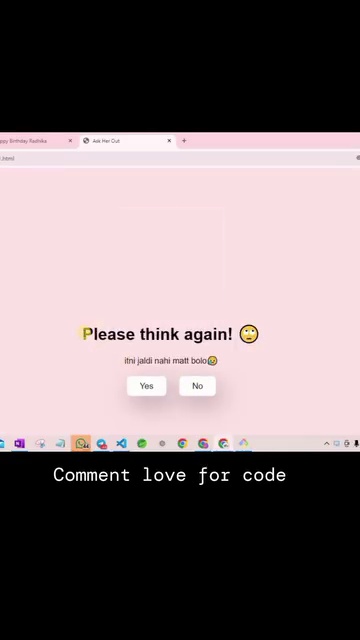 ppy Birthday Radhika
Ask Her Out
.html
Please think again! 🙄
itni jaldi nahi matt bolo😥
Yes
No
Comment love for code